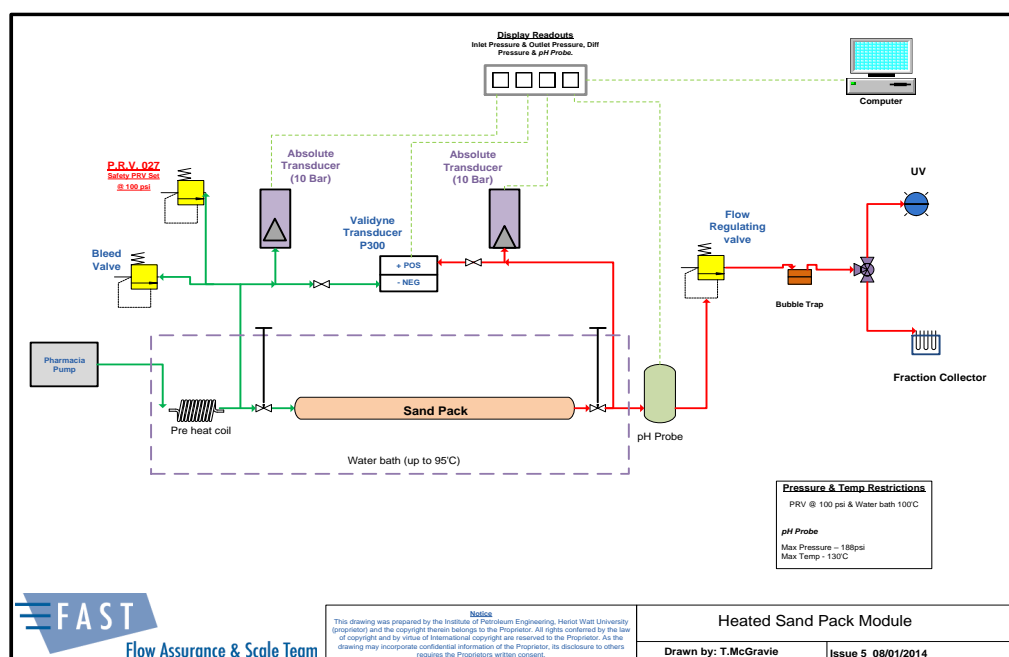 Display Readouts
Inlet Pressure & Outlet Pressure, Diff
Pressure & pH Probe.
Computer
P.R.V. 027
Safety PRV Set
@ 100 psi
Absolute
Transducer
(10 Bar)
Absolute
Transducer
(10 Bar)
UV
Bleed
Valve
Validyne
Transducer
P300
+ POS
- NEG
Flow
Regulating
valve
Bubble Trap
Pharmacia
Pump
Fraction Collector
Sand Pack
Pre heat coil
pH Probe
Water bath (up to 95'C)
Pressure & Temp Restrictions
PRV @ 100 psi & Water bath 100'C
pH Probe
Max Pressure – 188psi
Max Temp - 130'C
FAST
Flow Assurance & Scale Team
Notice
This drawing was prepared by the Institute of Petroleum Engineering, Heriot Watt University
(proprietor) and the copyright therein belongs to the Proprietor. All rights conferred by the law
of copyright and by virtue of International copyright are reserved to the Proprietor. As the
drawing may incorporate confidential information of the Proprietor, its disclosure to others
requires the Proprietors written consent.
Heated Sand Pack Module
Drawn by: T.McGravie
Issue 5 08/01/2014